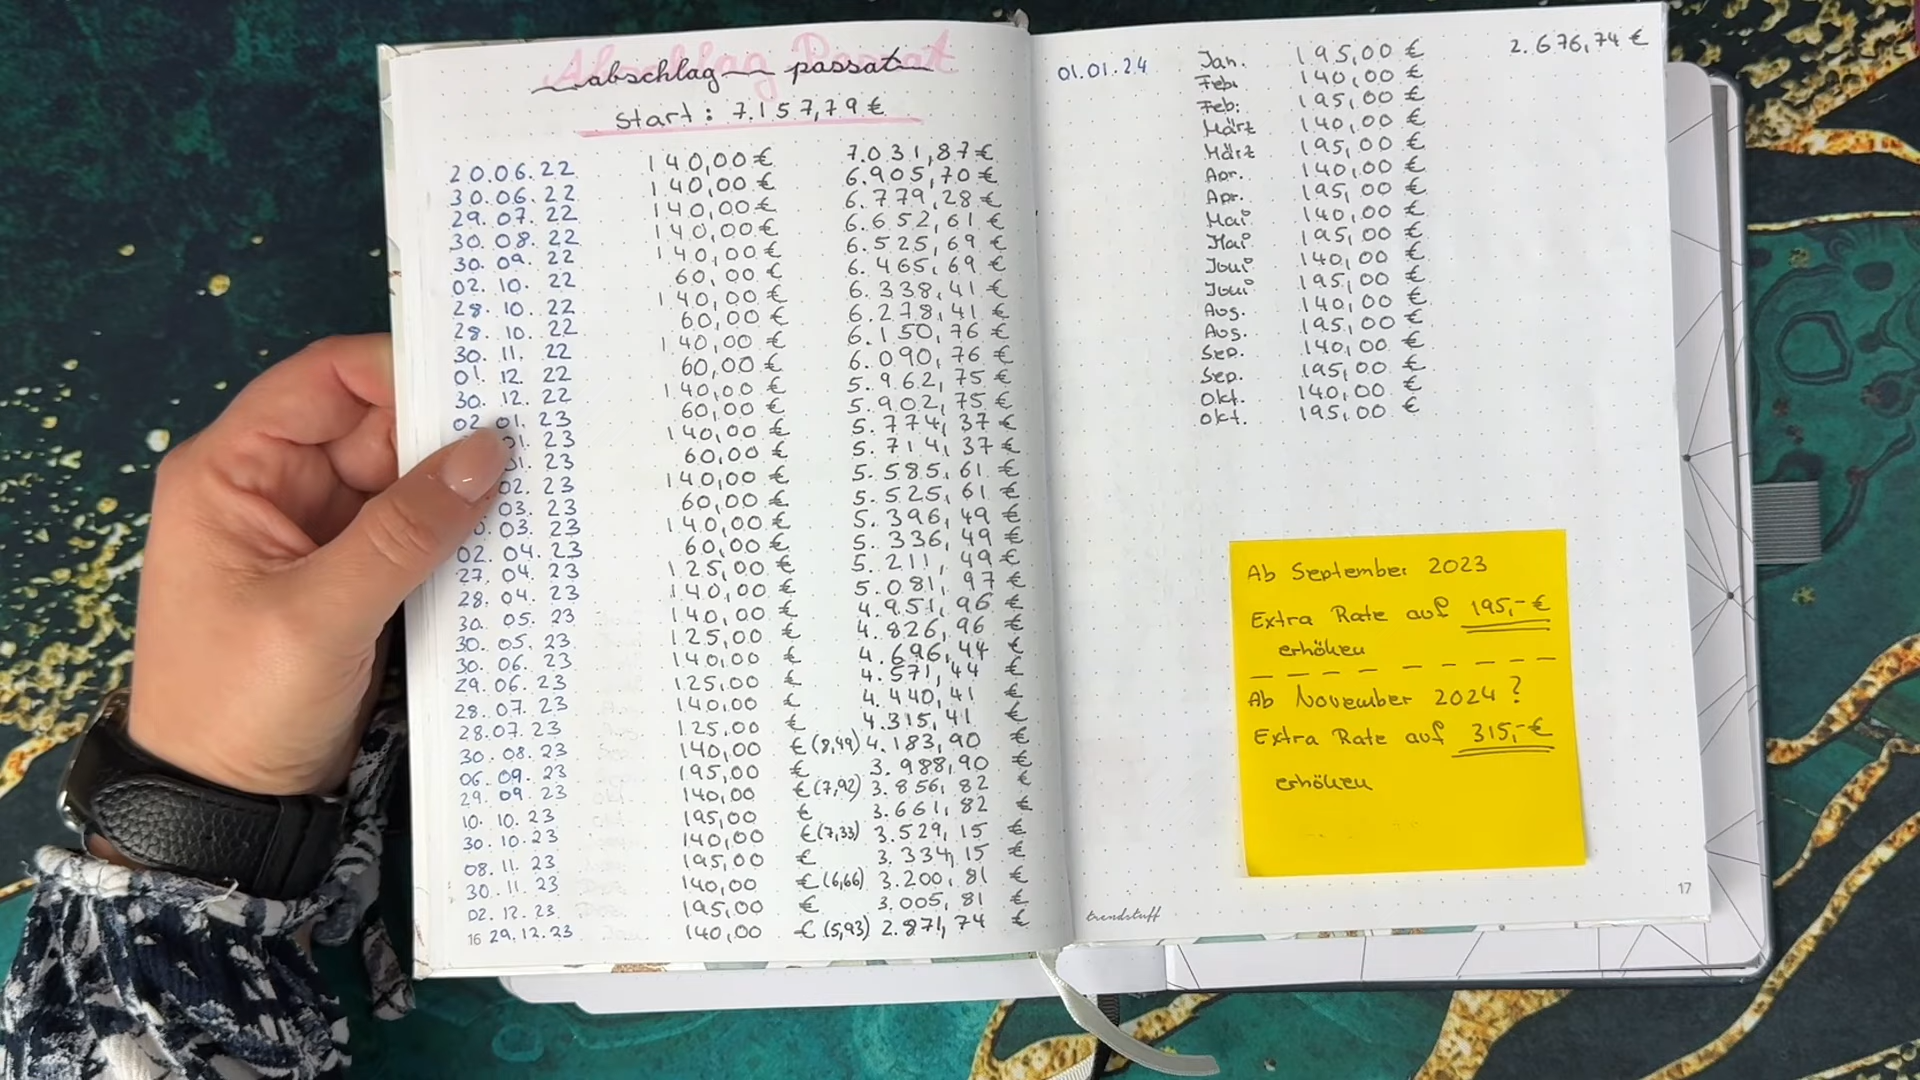 Abschlag Passat
abschlag passat
Start: 7.157,79 €
20.06.22 140,00 € 7.031,87 €
30.06.22 140,00 € 6.905,70 €
29.07.22 140,00 € 6.779,28 €
30.08.22 140,00 € 6.652,61 €
30.09.22 140,00 € 6.525,69 €
02.10.22 60,00 € 6.465,69 €
28.10.22 140,00 € 6.338,41 €
28.10.22 60,00 € 6.278,41 €
30.11.22 140,00 € 6.150,76 €
01.12.22 60,00 € 6.090,76 €
30.12.22 140,00 € 5.962,75 €
02.01.23 60,00 € 5.902,75 €
01.23 140,00 € 5.774,37 €
01.23 60,00 € 5.714,37 €
02.23 140,00 € 5.585,61 €
03.23 60,00 € 5.525,61 €
03.23 140,00 € 5.396,49 €
02.04.23 60,00 € 5.336,49 €
27.04.23 125,00 € 5.211,49 €
28.04.23 140,00 € 5.081,97 €
30.05.23 140,00 € 4.951,96 €
30.05.23 125,00 € 4.826,96 €
30.06.23 140,00 € 4.696,44 €
29.06.23 125,00 € 4.571,44 €
28.07.23 140,00 € 4.440,41 €
28.07.23 125,00 € 4.315,41 €
30.08.23 140,00 € (8,49) 4.183,90 €
06.09.23 195,00 € 3.988,90 €
29.09.23 140,00 € (7,92) 3.856,82 €
10.10.23 195,00 € 3.661,82 €
30.10.23 140,00 € (7,33) 3.529,15 €
08.11.23 195,00 € 3.334,15 €
30.11.23 140,00 € (6,66) 3.200,81 €
02.12.23 195,00 € 3.005,81 €
29.12.23 140,00 € (5,93) 2.871,74 €
16
01.01.24 Jan. 195,00 € 2.676,74 €
Feb. 140,00 €
Feb. 195,00 €
März 140,00 €
März 195,00 €
Apr. 140,00 €
Apr. 195,00 €
Mai 140,00 €
Mai 195,00 €
Juni 140,00 €
Juni 195,00 €
Aug. 140,00 €
Aug. 195,00 €
Sep. 140,00 €
Sep. 195,00 €
Okt. 140,00 €
Okt. 195,00 €
Ab September 2023
Extra Rate auf 195,-€
erhöhen
Ab November 2024?
Extra Rate auf 315,-€
erhöhen
trendstuff
17